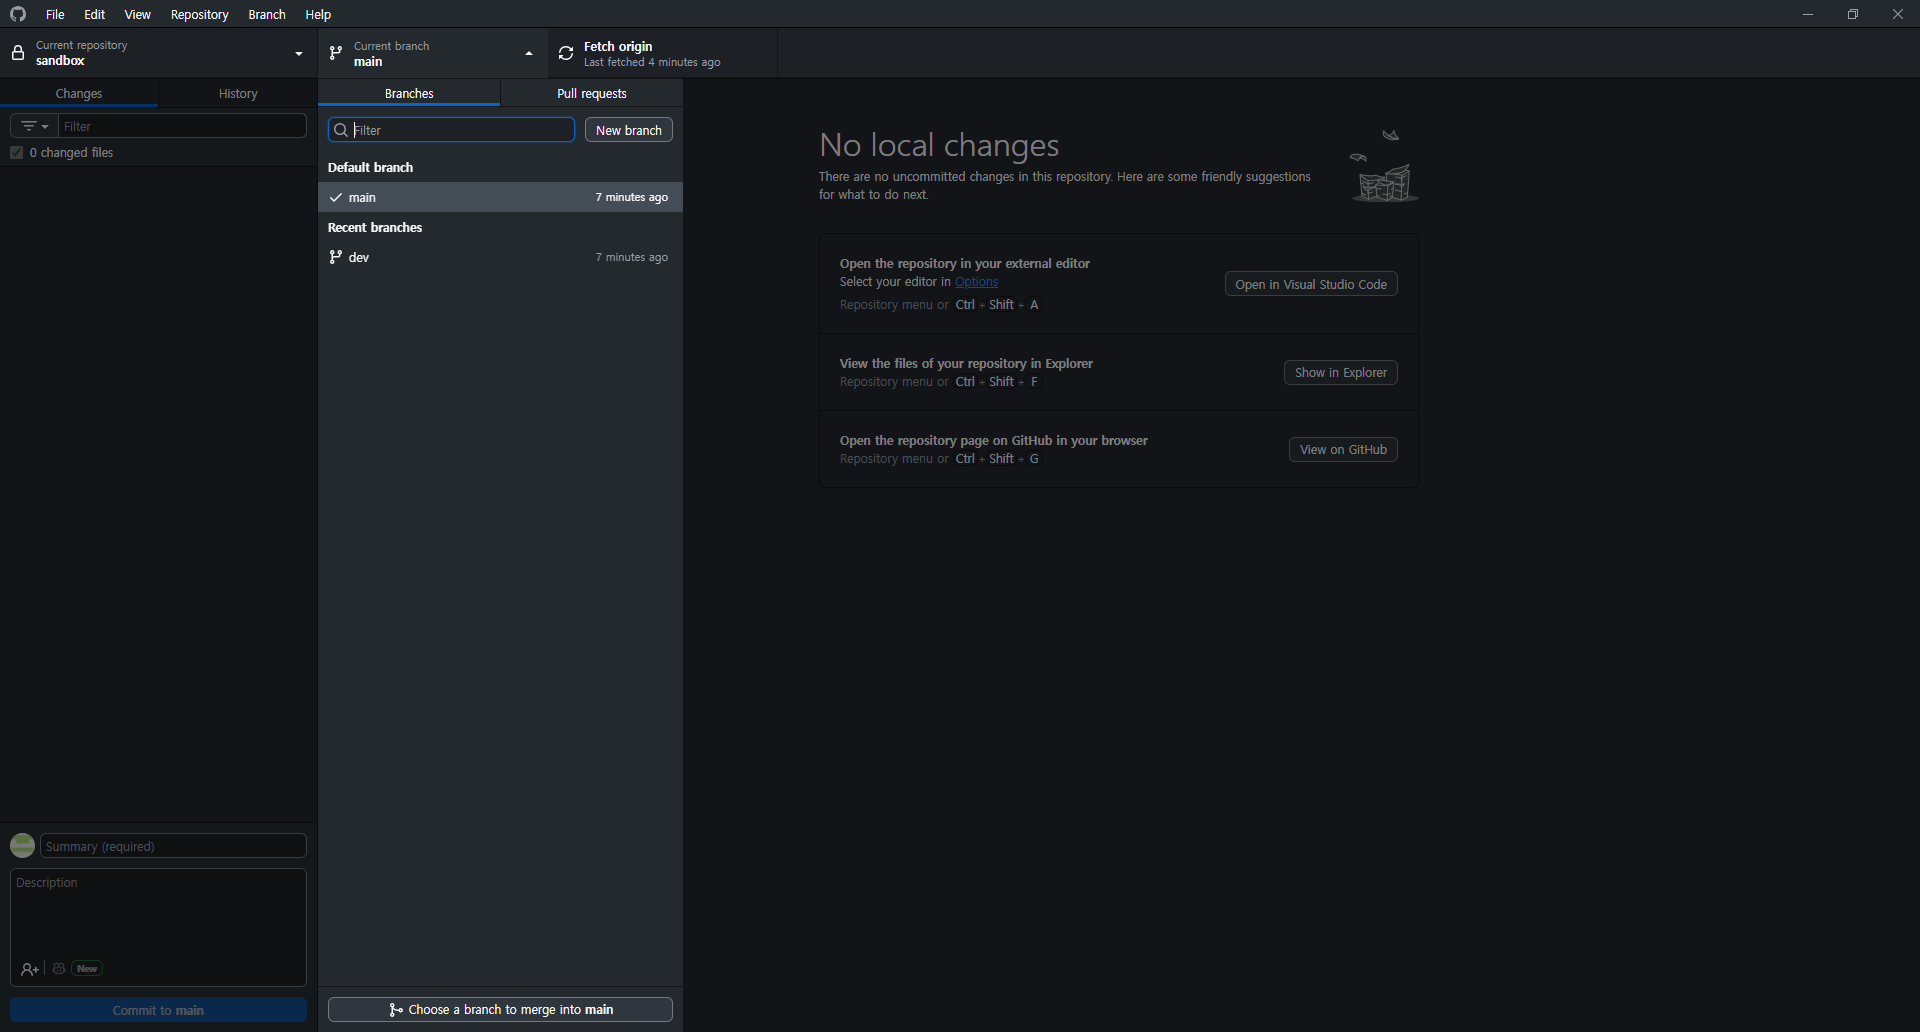 File Edit View Repository Branch Help
Current repository
sandbox
Current branch
main
Fetch origin
Last fetched 4 minutes ago
Changes History
Branches Pull requests
Filter
0 changed files
Filter New branch
Default branch
main 7 minutes ago
Recent branches
dev 7 minutes ago
No local changes
There are no uncommitted changes in this repository. Here are some friendly suggestions
for what to do next.
Open the repository in your external editor
Select your editor in Options
Repository menu or Ctrl + Shift + A
Open in Visual Studio Code
View the files of your repository in Explorer
Repository menu or Ctrl + Shift + F
Show in Explorer
Open the repository page on GitHub in your browser
Repository menu or Ctrl + Shift + G
View on GitHub
Summary (required)
Description
New
Commit to main
Choose a branch to merge into main